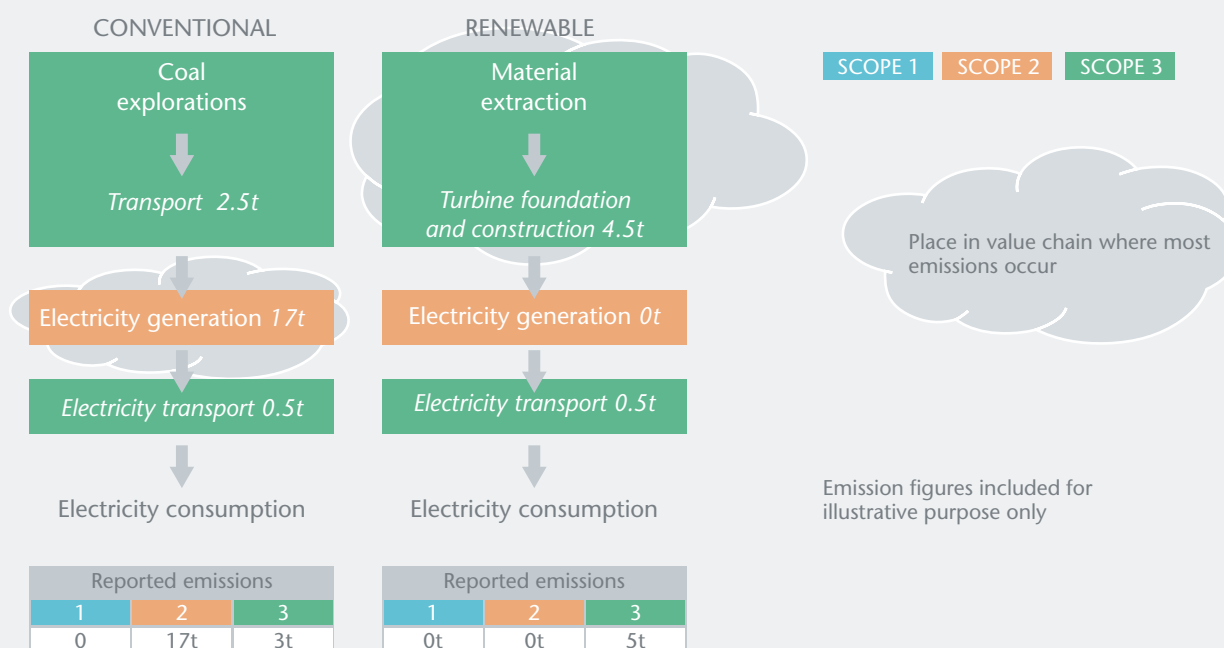 CONVENTIONAL
Coal
explorations
Transport 2.5t
Electricity generation 17t
Electricity transport 0.5t
Electricity consumption
Reported emissions
1 2 3
0 17t 3t
RENEWABLE
Material
extraction
Turbine foundation
and construction 4.5t
Electricity generation 0t
Electricity transport 0.5t
Electricity consumption
Reported emissions
1 2 3
0t 0t 5t
SCOPE 1 SCOPE 2 SCOPE 3
Place in value chain where most
emissions occur
Emission figures included for
illustrative purpose only